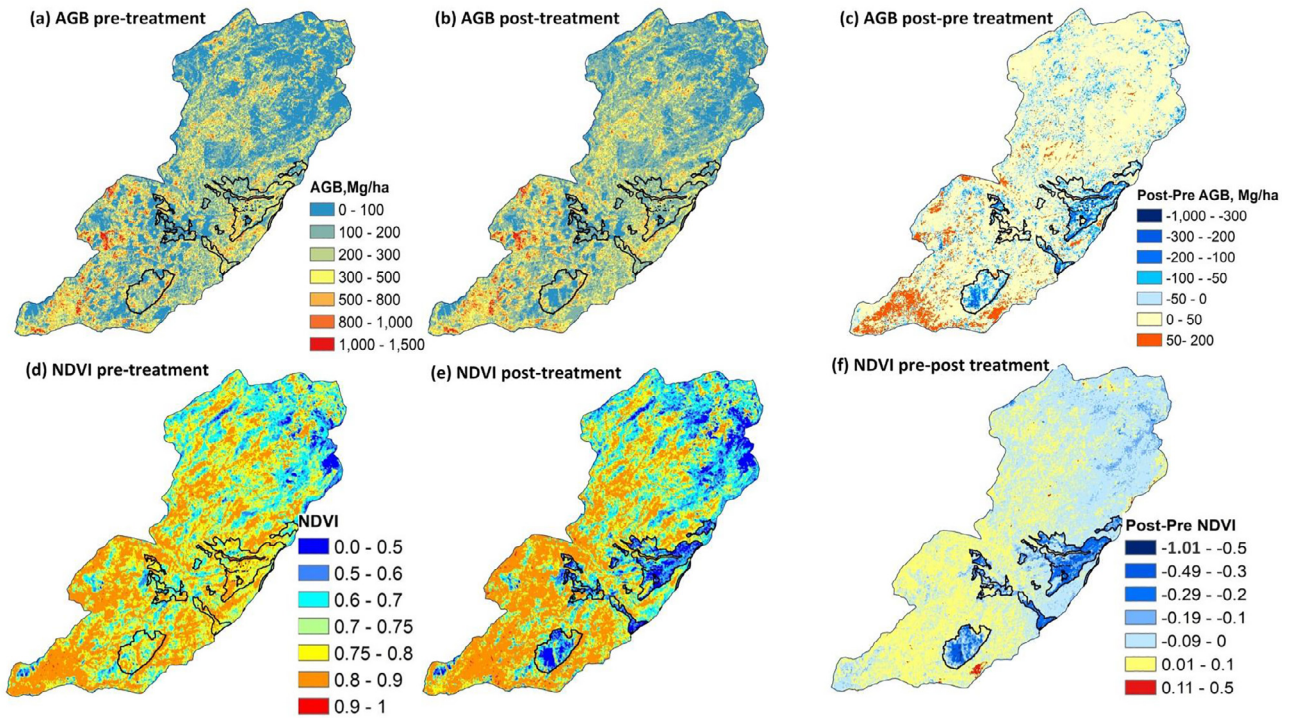 (a) AGB pre-treatment
(b) AGB post-treatment
(c) AGB post-pre treatment
AGB,Mg/ha
0 - 100
100 - 200
200 - 300
300 - 500
500 - 800
800 - 1,000
1,000 - 1,500
Post-Pre AGB, Mg/ha
-1,000 - -300
-300 - -200
-200 - -100
-100 - -50
-50 - 0
0 - 50
50- 200
(d) NDVI pre-treatment
(e) NDVI post-treatment
(f) NDVI pre-post treatment
NDVI
0.0 - 0.5
0.5 - 0.6
0.6 - 0.7
0.7 - 0.75
0.75 - 0.8
0.8 - 0.9
0.9 - 1
Post-Pre NDVI
-1.01 - -0.5
-0.49 - -0.3
-0.29 - -0.2
-0.19 - -0.1
-0.09 - 0
0.01 - 0.1
0.11 - 0.5